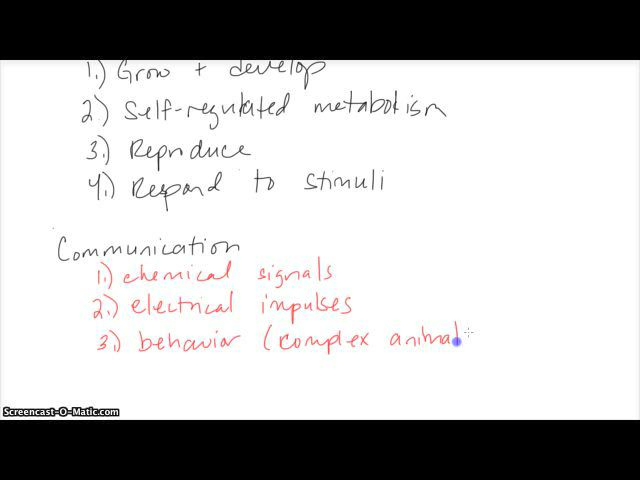 1.) Grow + develop
2.) Self-regulated metabolism
3.) Reproduce
4.) Respond to stimuli
Communication
1.) chemical signals
2.) electrical impulses
3.) behavior (complex animal
Screencast-O-Matic.com